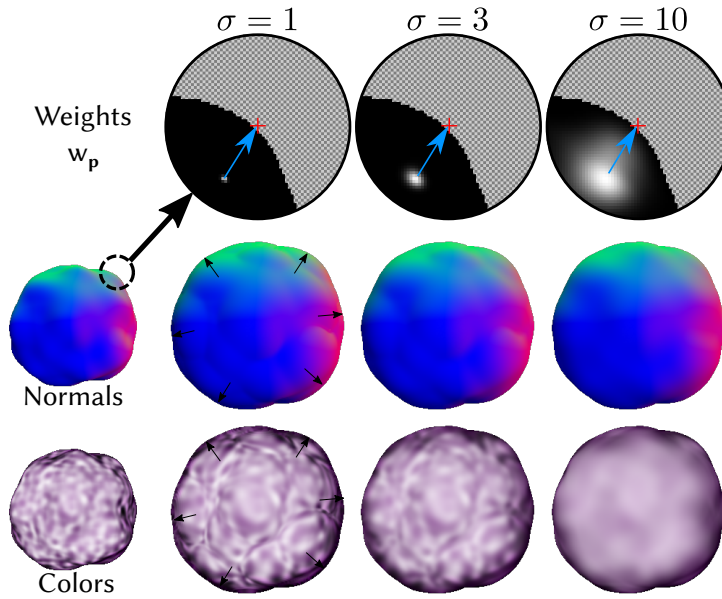 σ = 1
σ = 3
σ = 10
Weights
w_p
Normals
Colors